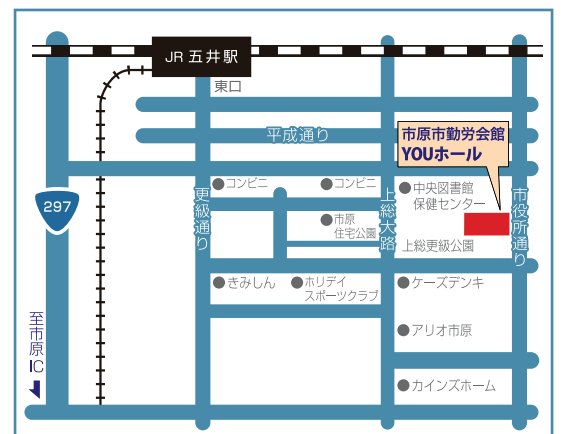 JR 五井駅
東口
平成通り
市原市勤労会館
YOUホール
コンビニ
コンビニ
中央図書館
保健センター
297
更級通り
市原
住宅公園
上総大路
上総更級公園
市役所通り
きみしん
ホリデイ
スポーツクラブ
ケーズデンキ
至市原IC
アリオ市原
カインズホーム